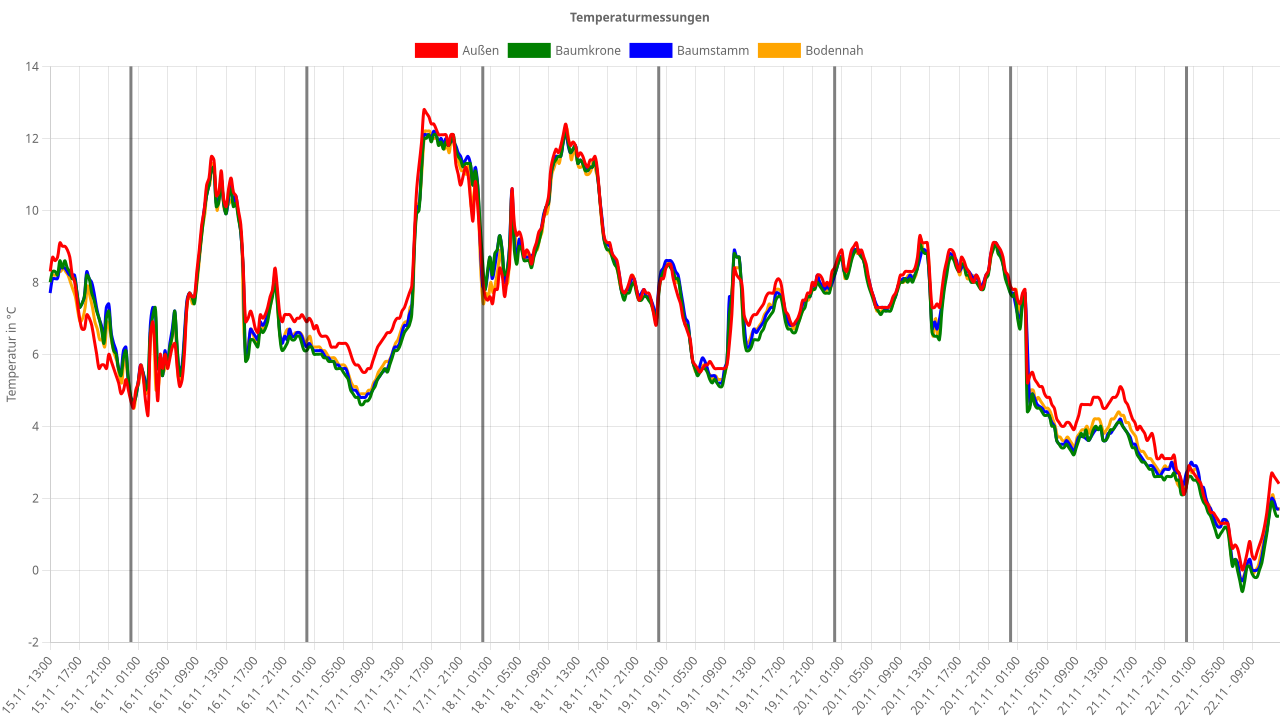 Temperaturmessungen
Außen Baumkrone Baumstamm Bodennah
Temperatur in °C
14
12
10
8
6
4
2
0
-2
15.11 - 13:00
15.11 - 17:00
15.11 - 21:00
16.11 - 01:00
16.11 - 05:00
16.11 - 09:00
16.11 - 13:00
16.11 - 17:00
16.11 - 21:00
17.11 - 01:00
17.11 - 05:00
17.11 - 09:00
17.11 - 13:00
17.11 - 17:00
17.11 - 21:00
18.11 - 01:00
18.11 - 05:00
18.11 - 09:00
18.11 - 13:00
18.11 - 17:00
18.11 - 21:00
19.11 - 01:00
19.11 - 05:00
19.11 - 09:00
19.11 - 13:00
19.11 - 17:00
19.11 - 21:00
20.11 - 01:00
20.11 - 05:00
20.11 - 09:00
20.11 - 13:00
20.11 - 17:00
20.11 - 21:00
21.11 - 01:00
21.11 - 05:00
21.11 - 09:00
21.11 - 13:00
21.11 - 17:00
21.11 - 21:00
22.11 - 01:00
22.11 - 05:00
22.11 - 09:00